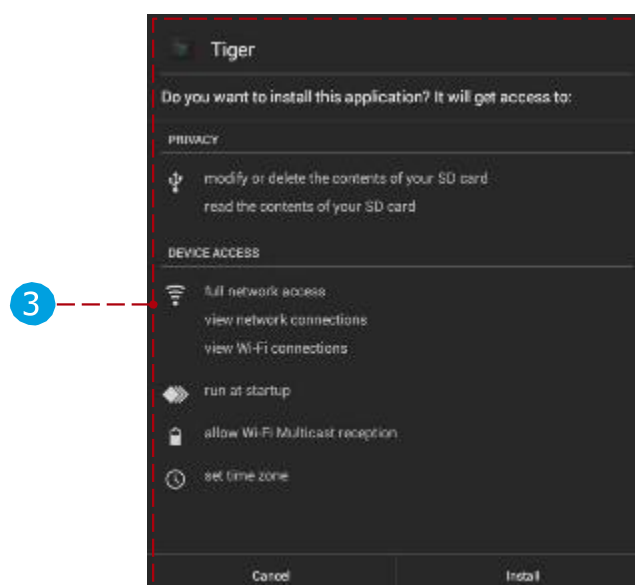 Tiger
Do you want to install this application? It will get access to:
PRIVACY
modify or delete the contents of your SD card
read the contents of your SD card
DEVICE ACCESS
3
full network access
view network connections
view Wi-Fi connections
run at startup
allow Wi-Fi Multicast reception
set time zone
Cancel Install